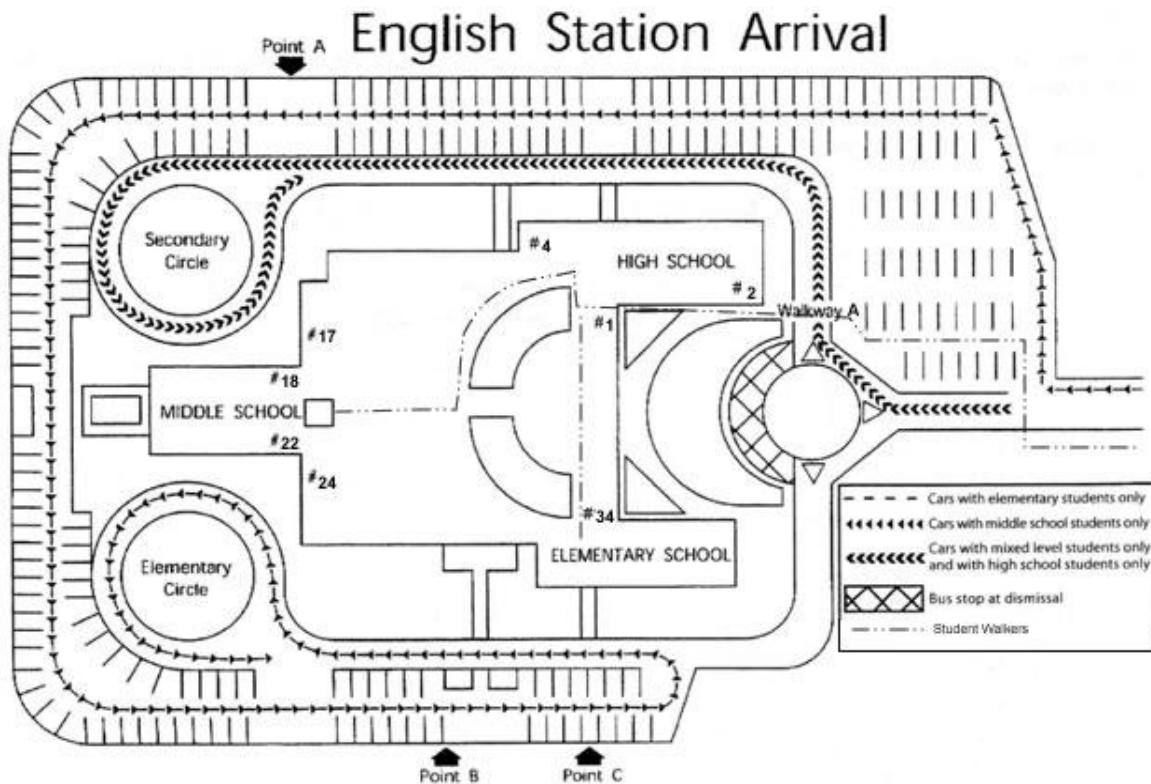 English Station Arrival
Point A
Secondary
Circle
#4
HIGH SCHOOL
#2
#1
Walkway A
#17
#18
MIDDLE SCHOOL
#22
#24
#34
ELEMENTARY SCHOOL
Elementary
Circle
Cars with elementary students only
Cars with middle school students only
Cars with mixed level students only
and with high school students only
Bus stop at dismissal
Student Walkers
Point B
Point C